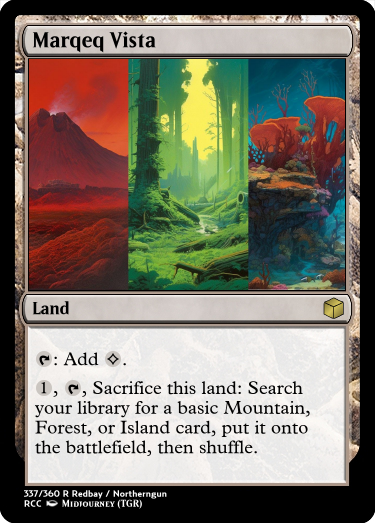 Marqeq Vista
Land
: Add .
1, , Sacrifice this land: Search
your library for a basic Mountain,
Forest, or Island card, put it onto
the battlefield, then shuffle.
337/360 R Redbay / Northerngun
RCC Midjourney (TGR)